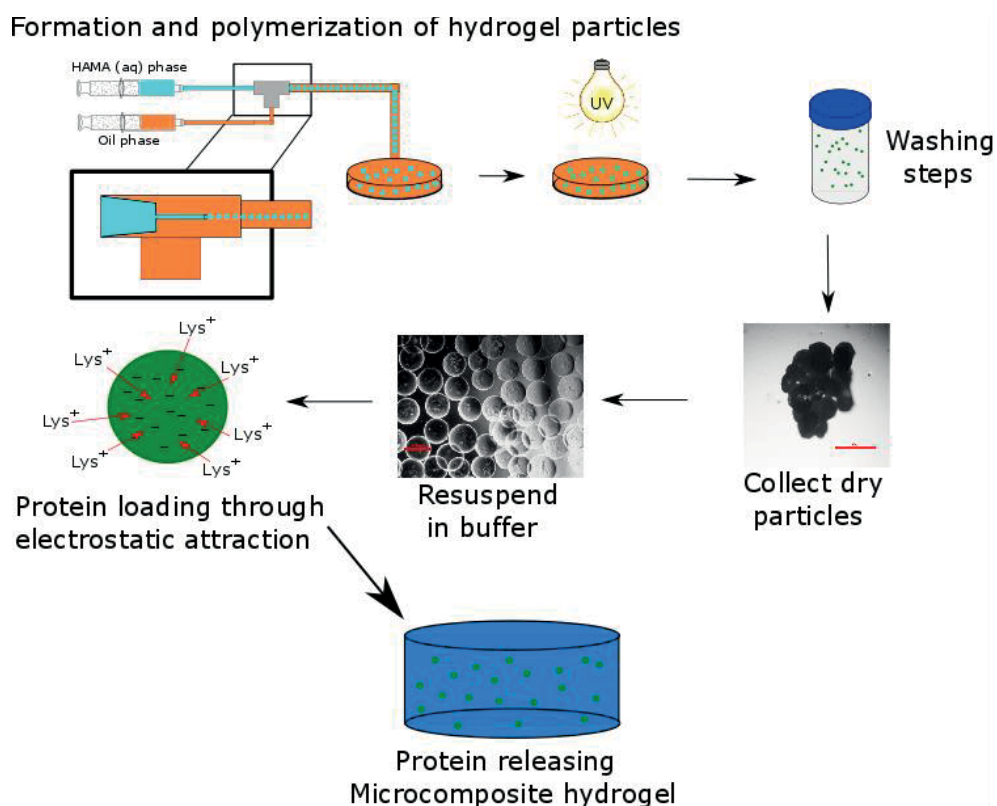 Formation and polymerization of hydrogel particles
HAMA (aq) phase
Oil phase
UV
Washing
steps
Lys+
Lys+
Lys+
Lys+
Lys+
Lys+
Lys+
Lys+
Protein loading through
electrostatic attraction
Resuspend
in buffer
Collect dry
particles
Protein releasing
Microcomposite hydrogel